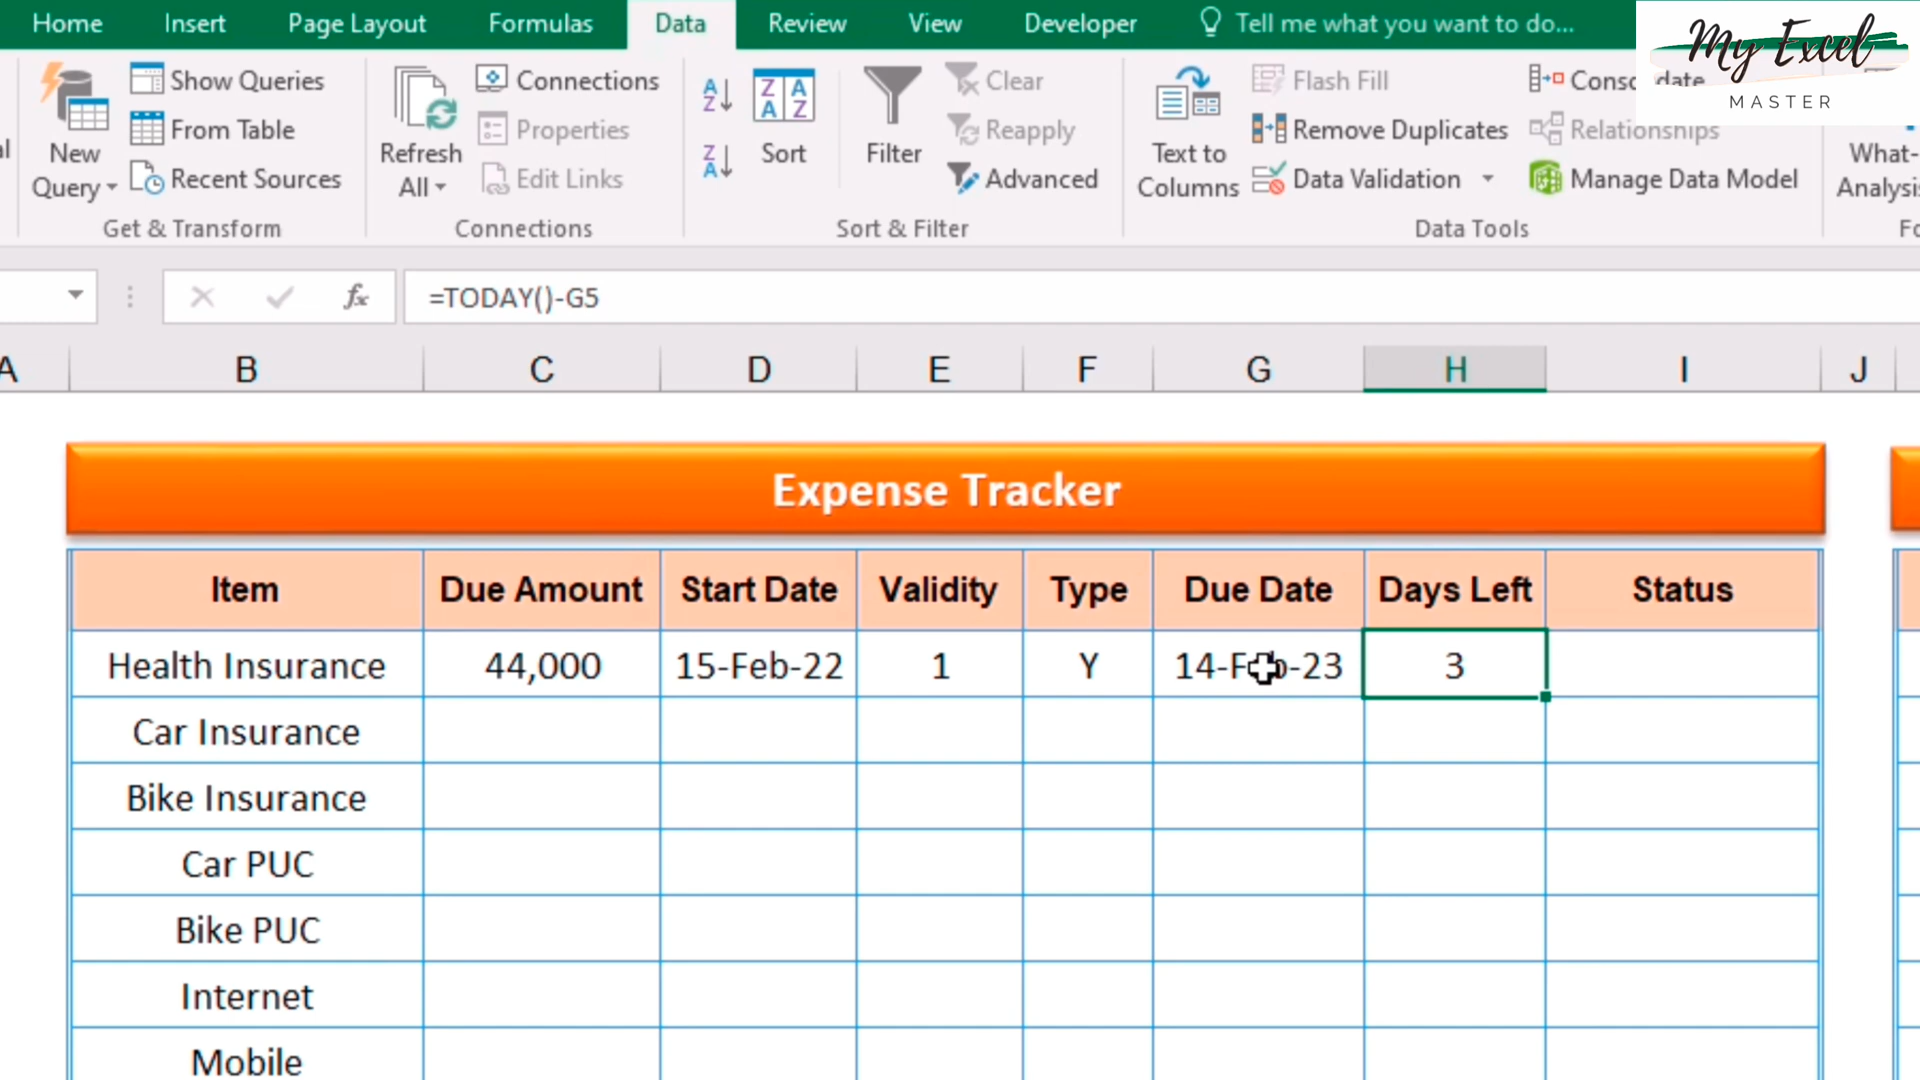 Home Insert Page Layout Formulas Data Review View Developer Tell me what you want to do...
My Excel
MASTER
Show Queries
From Table
Recent Sources
New
Query
Get & Transform
Refresh
All
Connections
Properties
Edit Links
Connections
A
Z
Z
A
Z A
A Z
Sort
Filter
Clear
Reapply
Advanced
Sort & Filter
Text to
Columns
Flash Fill
Remove Duplicates
Data Validation
Relationships
Manage Data Model
Data Tools
What-
fx =TODAY()-G5
A B C D E F G H I J
Expense Tracker
Item Due Amount Start Date Validity Type Due Date Days Left Status
Health Insurance 44,000 15-Feb-22 1 Y 14-Feb-23 3
Car Insurance
Bike Insurance
Car PUC
Bike PUC
Internet
Mobile